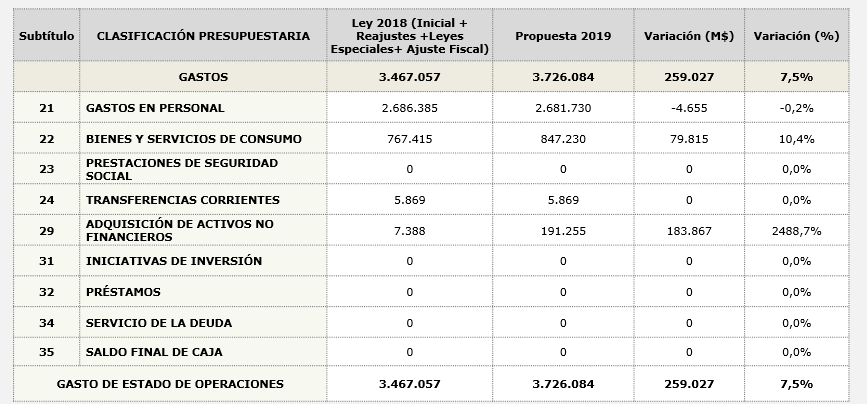 Subtítulo CLASIFICACIÓN PRESUPUESTARIA Ley 2018 (Inicial + Reajustes +Leyes Especiales+ Ajuste Fiscal) Propuesta 2019 Variación (M$) Variación (%)
GASTOS 3.467.057 3.726.084 259.027 7,5%
21 GASTOS EN PERSONAL 2.686.385 2.681.730 -4.655 -0,2%
22 BIENES Y SERVICIOS DE CONSUMO 767.415 847.230 79.815 10,4%
23 PRESTACIONES DE SEGURIDAD SOCIAL 0 0 0 0,0%
24 TRANSFERENCIAS CORRIENTES 5.869 5.869 0 0,0%
29 ADQUISICIÓN DE ACTIVOS NO FINANCIEROS 7.388 191.255 183.867 2488,7%
31 INICIATIVAS DE INVERSIÓN 0 0 0 0,0%
32 PRÉSTAMOS 0 0 0 0,0%
34 SERVICIO DE LA DEUDA 0 0 0 0,0%
35 SALDO FINAL DE CAJA 0 0 0 0,0%
GASTO DE ESTADO DE OPERACIONES 3.467.057 3.726.084 259.027 7,5%